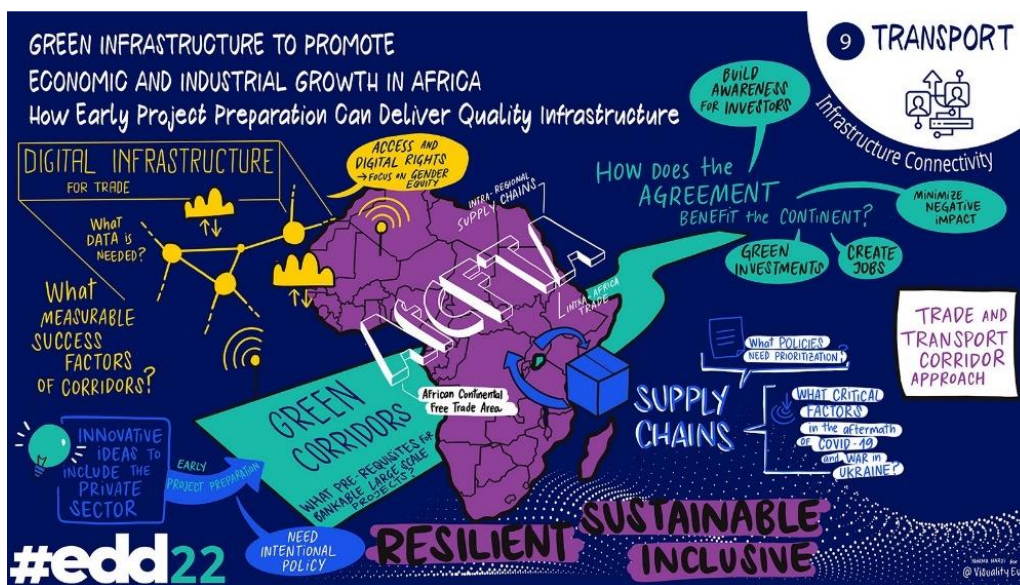 GREEN INFRASTRUCTURE TO PROMOTE
ECONOMIC AND INDUSTRIAL GROWTH IN AFRICA
How Early Project Preparation Can Deliver Quality Infrastructure
9 TRANSPORT
Infrastructure Connectivity
DIGITAL INFRASTRUCTURE
FOR TRADE
What
DATA is
NEEDED?
ACCESS AND
DIGITAL RIGHTS
→ FOCUS ON GENDER
EQUITY
What
MEASURABLE
SUCCESS
FACTORS
OF CORRIDORS?
INTRA-REGIONAL
SUPPLY CHAINS
AfCFTA
INTRA-AFRICA
TRADE
African Continental
Free Trade Area
BUILD
AWARENESS
FOR INVESTORS
HOW DOES the
AGREEMENT
BENEFIT the CONTINENT?
MINIMIZE
NEGATIVE
IMPACT
GREEN
INVESTMENTS
CREATE
JOBS
TRADE AND
TRANSPORT
CORRIDOR
APPROACH
What POLICIES
NEED PRIORITIZATION?
SUPPLY
CHAINS
WHAT CRITICAL
FACTORS
in the aftermath
of COVID-19
and WAR in
UKRAINE?
GREEN
CORRIDORS
WHAT PRE-REQUISITES FOR
BANKABLE LARGE SCALE
PROJECTS?
INNOVATIVE
IDEAS TO
INCLUDE THE
PRIVATE
SECTOR
EARLY
PROJECT PREPARATION
NEED
INTENTIONAL
POLICY
RESILIENT
SUSTAINABLE
INCLUSIVE
#edd22
@ Visuality Eu